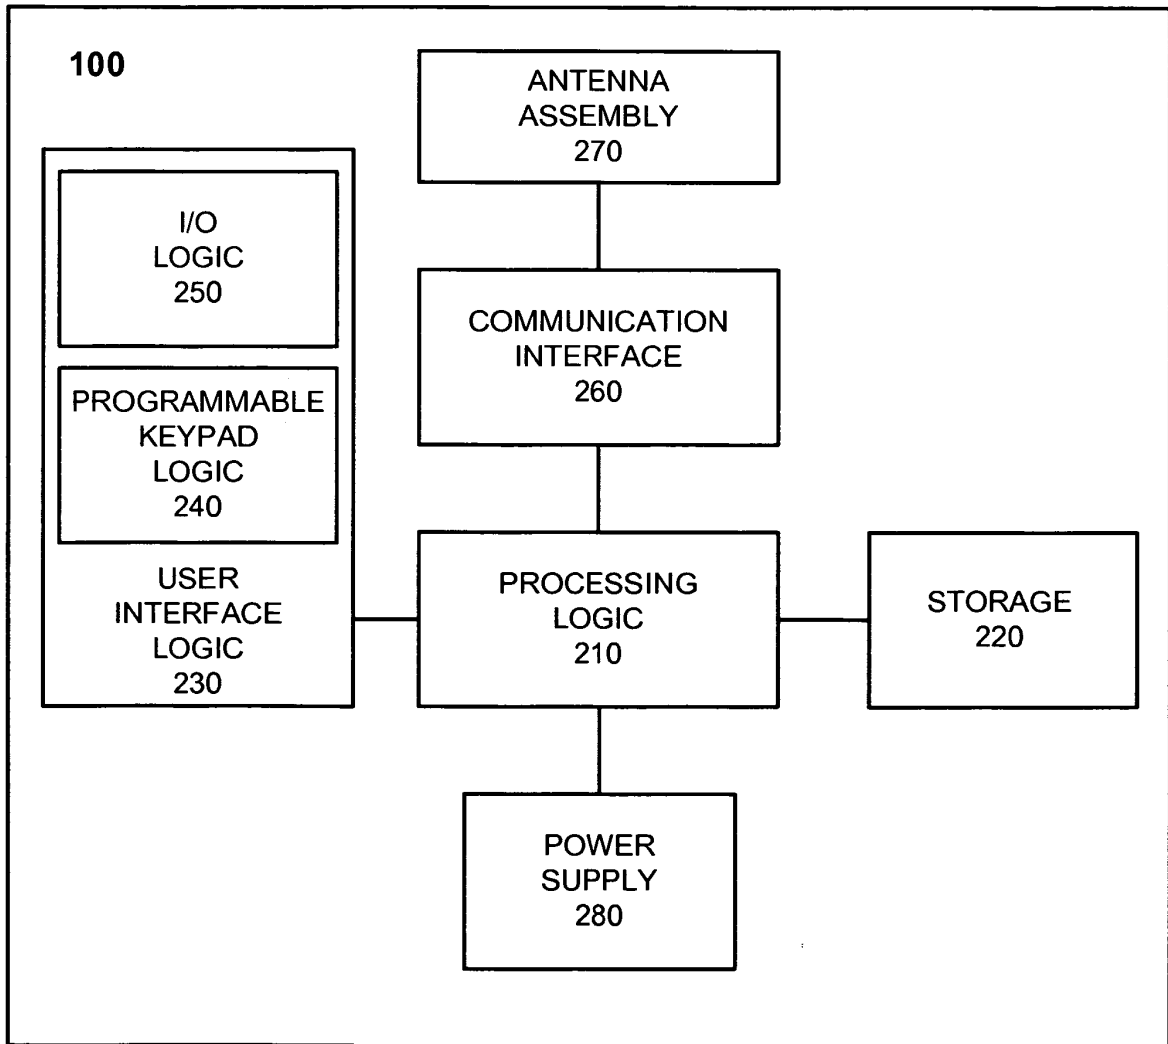 100
ANTENNA
ASSEMBLY
270
I/O
LOGIC
250
COMMUNICATION
INTERFACE
260
PROGRAMMABLE
KEYPAD
LOGIC
240
USER
INTERFACE
LOGIC
230
PROCESSING
LOGIC
210
STORAGE
220
POWER
SUPPLY
280